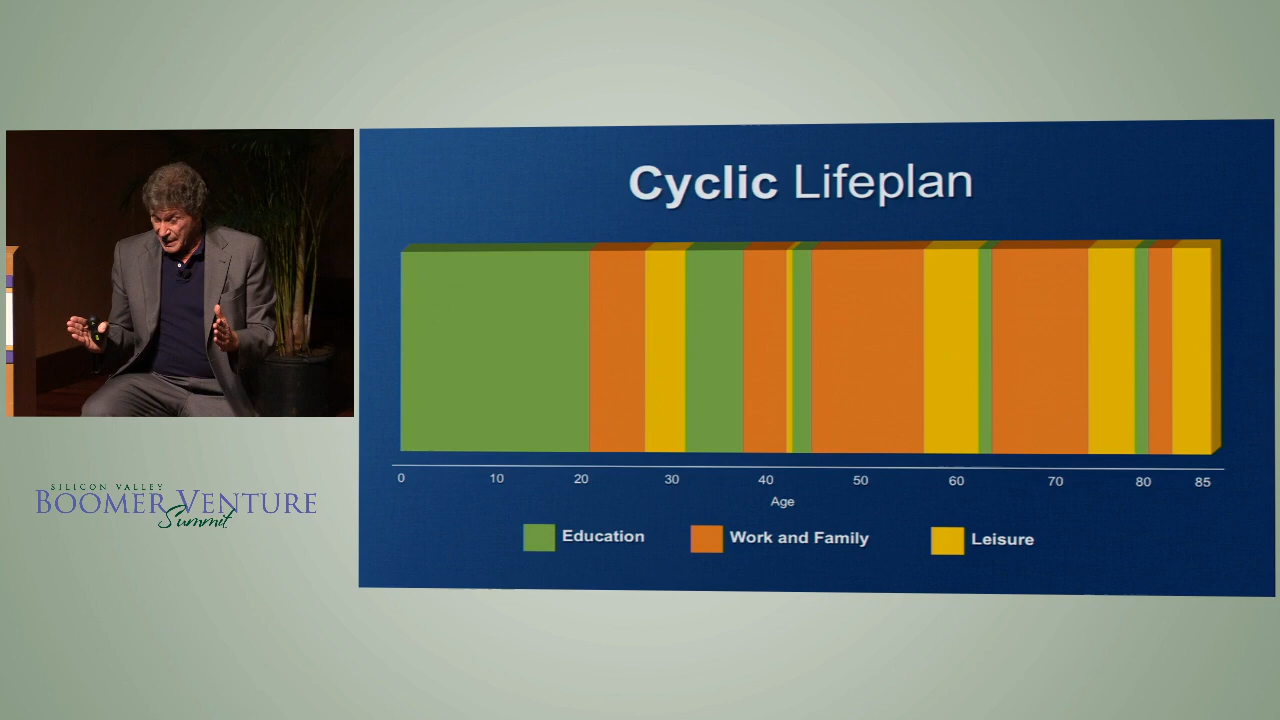 Cyclic Lifeplan
0 10 20 30 40 50 60 70 80 85
Age
Education Work and Family Leisure
SILICON VALLEY
BOOMER VENTURE
Summit